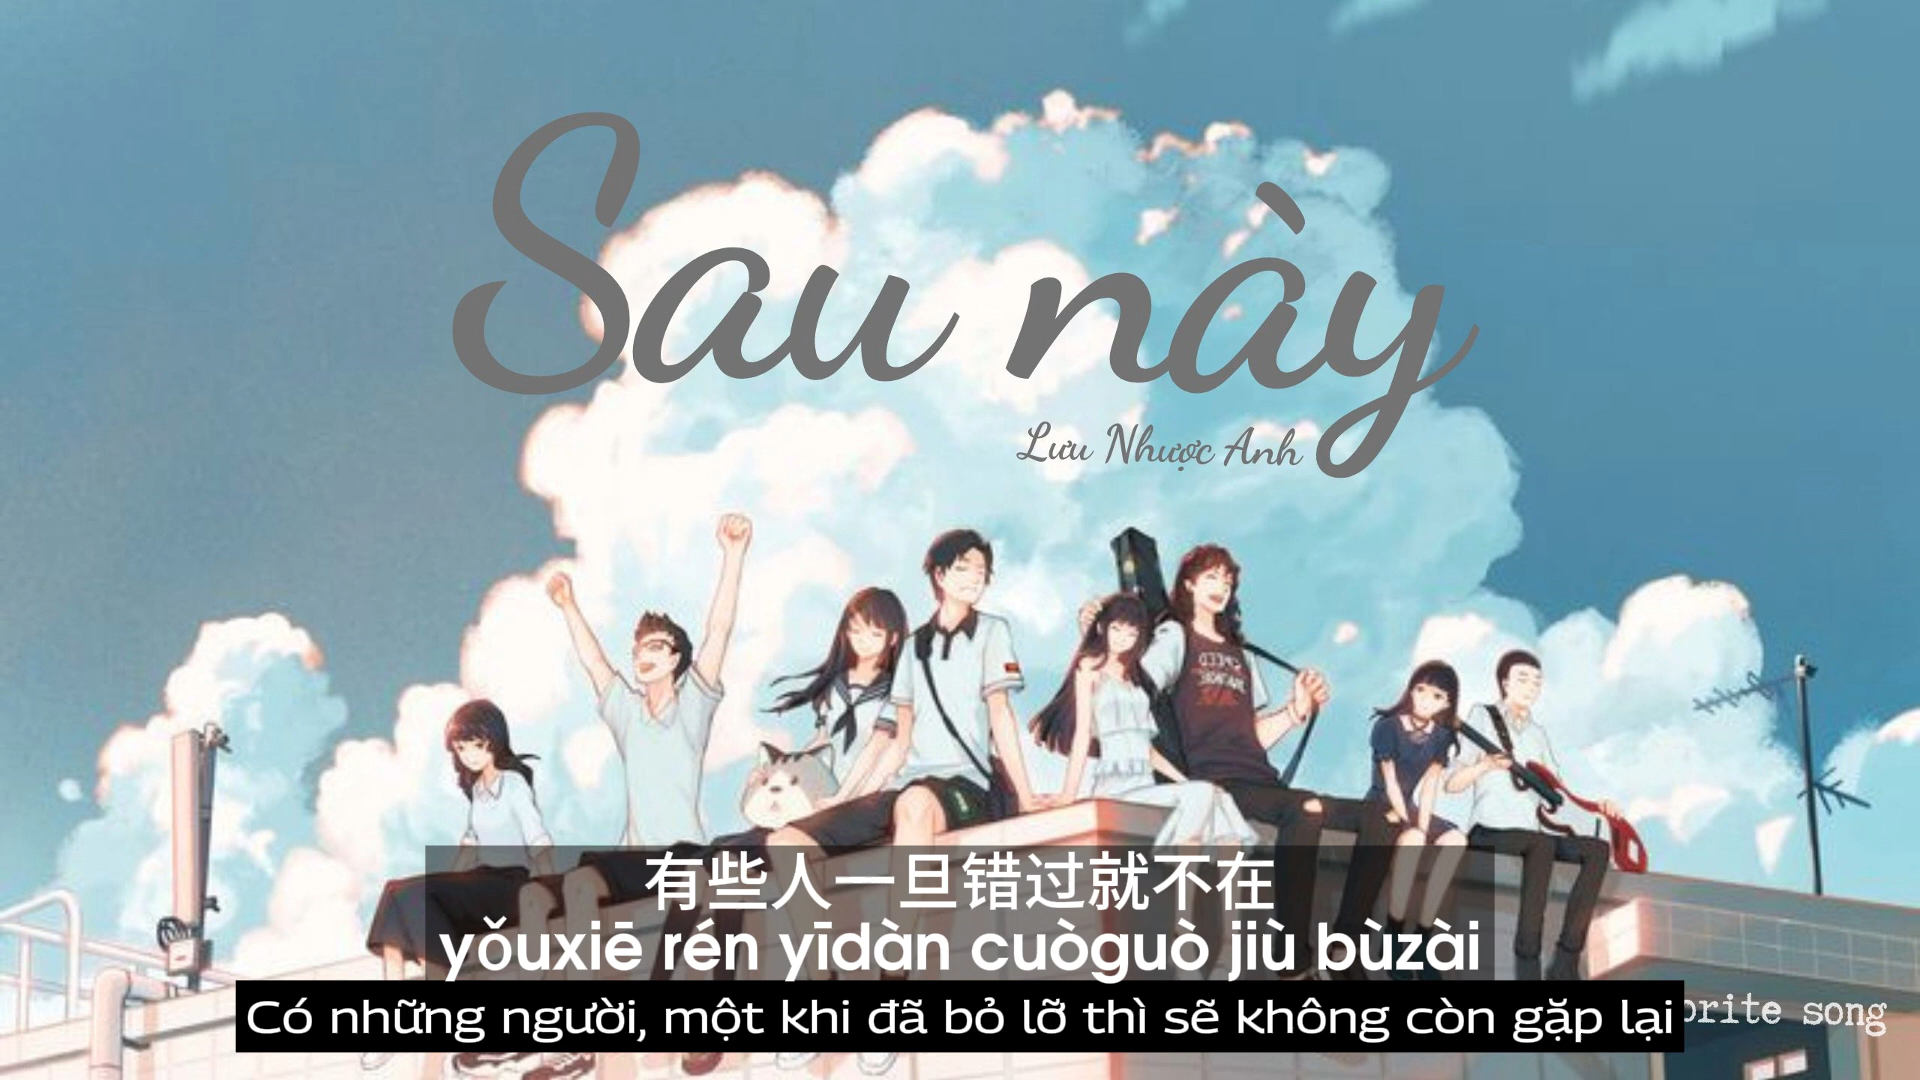 Sau này
Lưu Nhược Anh
有些人一旦错过就不在
yǒuxiē rén yīdàn cuòguò jiù bùzài
Có những người, một khi đã bỏ lỡ thì sẽ không còn gặp lại
song